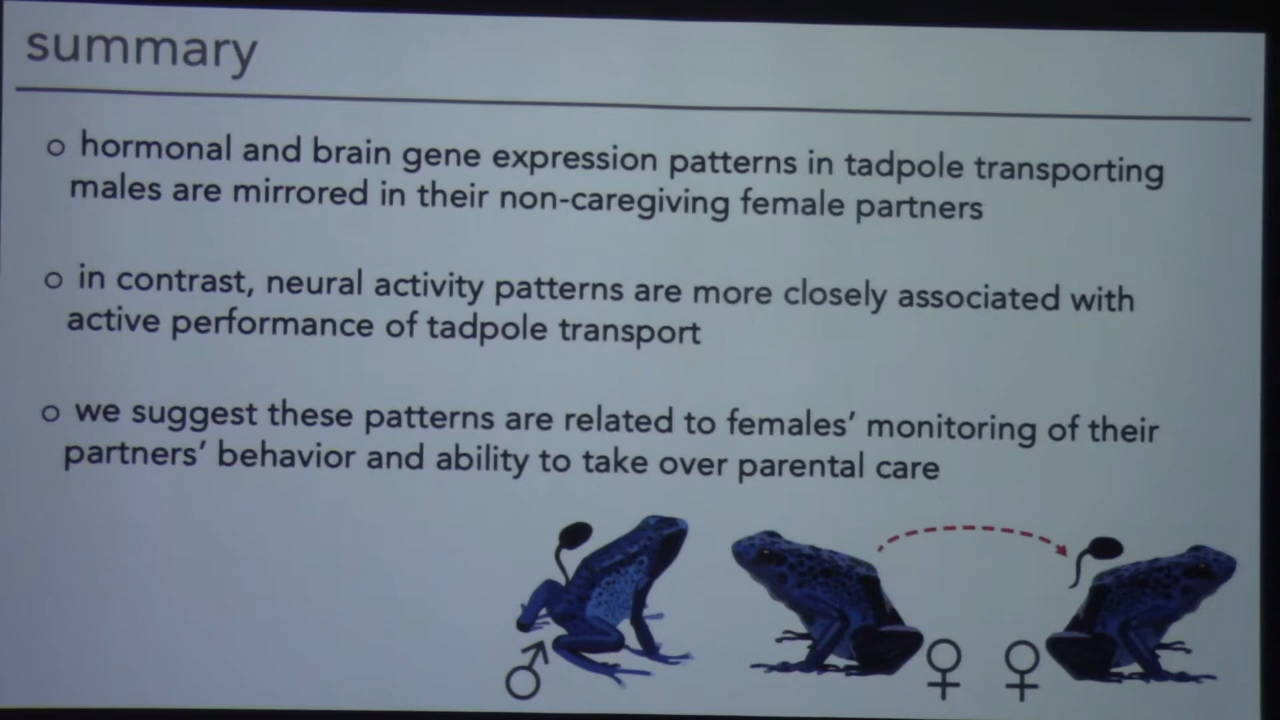 summary
o hormonal and brain gene expression patterns in tadpole transporting
males are mirrored in their non-caregiving female partners
o in contrast, neural activity patterns are more closely associated with
active performance of tadpole transport
o we suggest these patterns are related to females’ monitoring of their
partners’ behavior and ability to take over parental care
♂ ♀ ♀